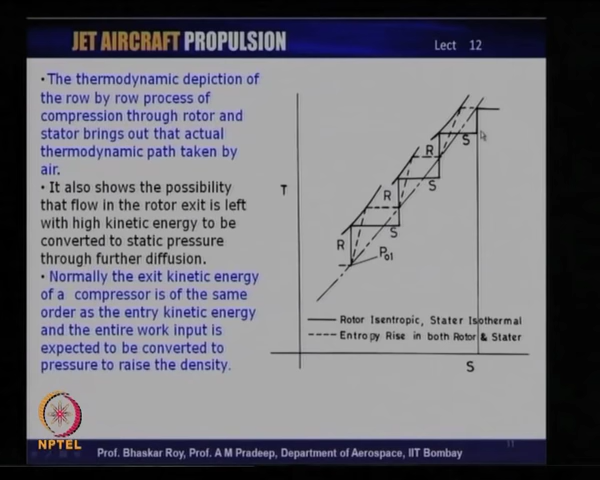 JET AIRCRAFT PROPULSION
Lect 12
•The thermodynamic depiction of
the row by row process of
compression through rotor and
stator brings out that actual
thermodynamic path taken by
air.
• It also shows the possibility
that flow in the rotor exit is left
with high kinetic energy to be
converted to static pressure
through further diffusion.
• Normally the exit kinetic energy
of a compressor is of the same
order as the entry kinetic energy
and the entire work input is
expected to be converted to
pressure to raise the density.
T
R
S
R
S
R
S
P01
Rotor Isentropic, Stater Isothermal
Entropy Rise in both Rotor & Stater
S
NPTEL
Prof. Bhaskar Roy, Prof. A M Pradeep, Department of Aerospace, IIT Bombay
11